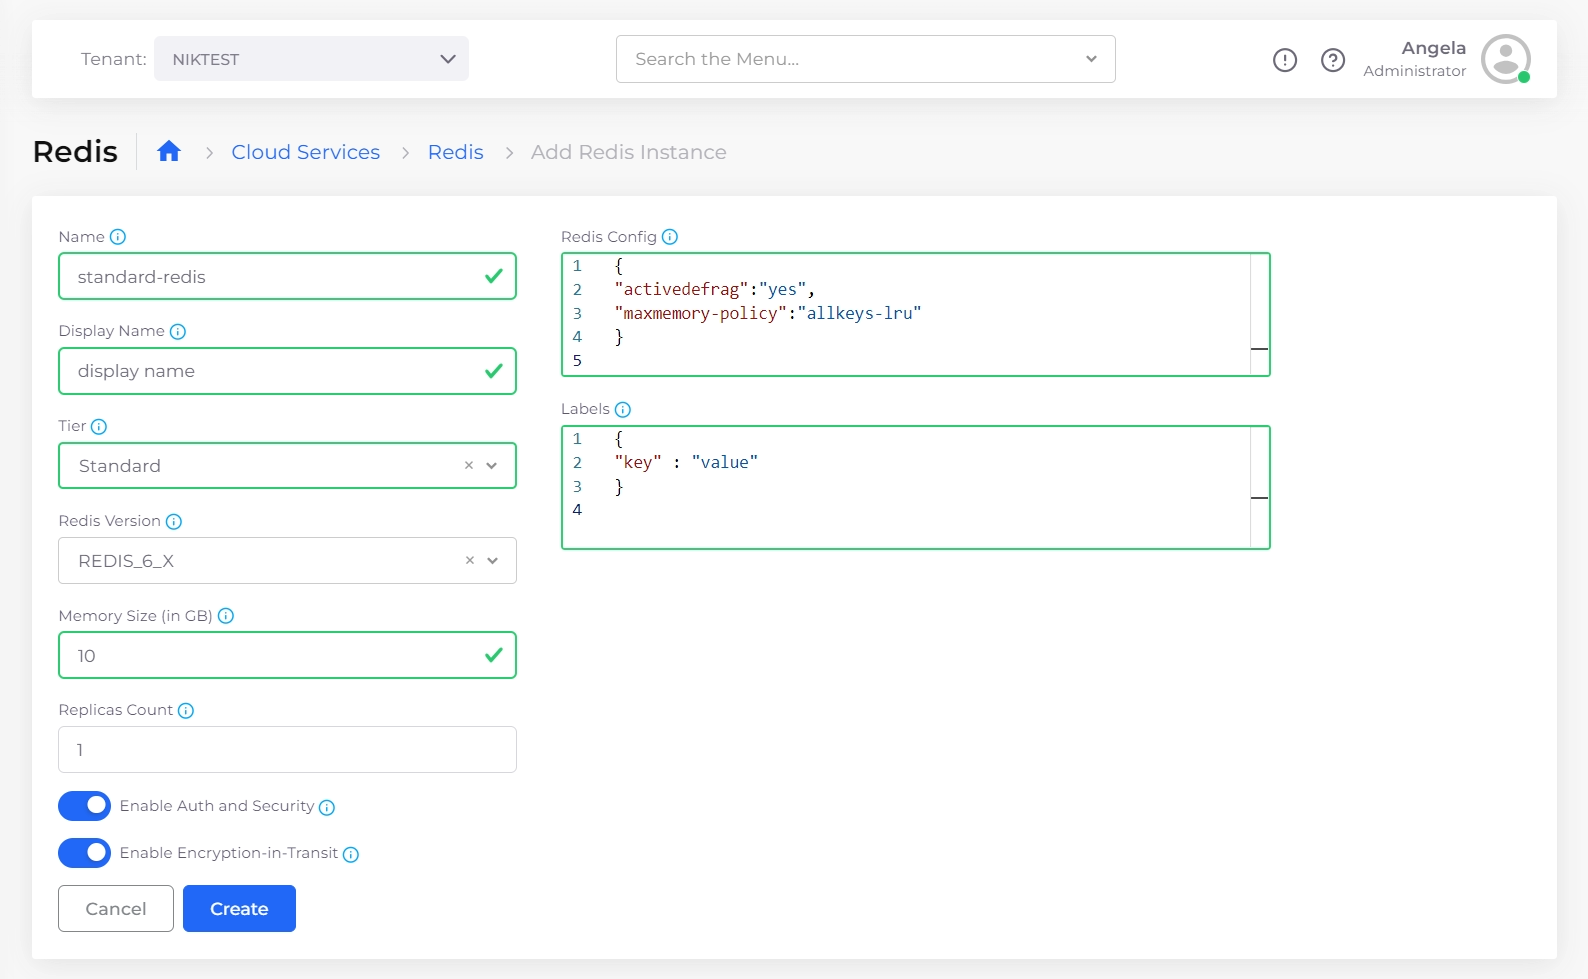 Tenant: NIKTEST
Search the Menu...
Angela
Administrator
Redis
Cloud Services
Redis
Add Redis Instance
Name
standard-redis
Display Name
display name
Tier
Standard
Redis Version
REDIS_6_X
Memory Size (in GB)
10
Replicas Count
1
Enable Auth and Security
Enable Encryption-in-Transit
Cancel
Create
Redis Config
1 {
2 "activedefrag":"yes",
3 "maxmemory-policy":"allkeys-lru"
4 }
5
Labels
1 {
2 "key" : "value"
3 }
4